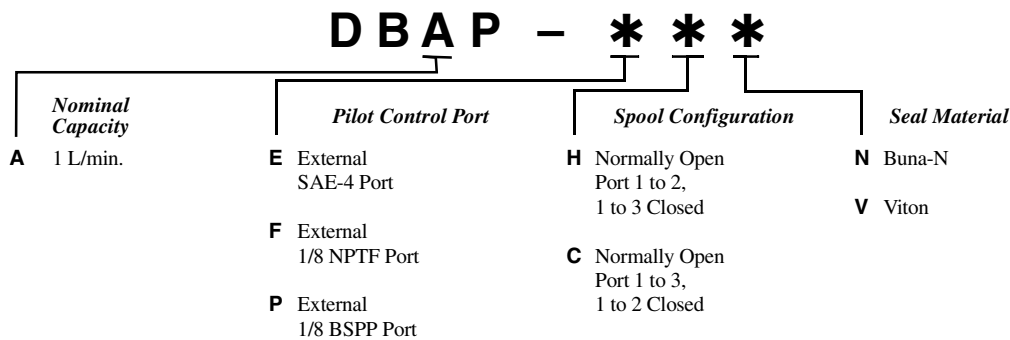 DBAP – ***
Nominal
Capacity
A 1 L/min.
Pilot Control Port
E External
SAE-4 Port
F External
1/8 NPTF Port
P External
1/8 BSPP Port
Spool Configuration
H Normally Open
Port 1 to 2,
1 to 3 Closed
C Normally Open
Port 1 to 3,
1 to 2 Closed
Seal Material
N Buna-N
V Viton